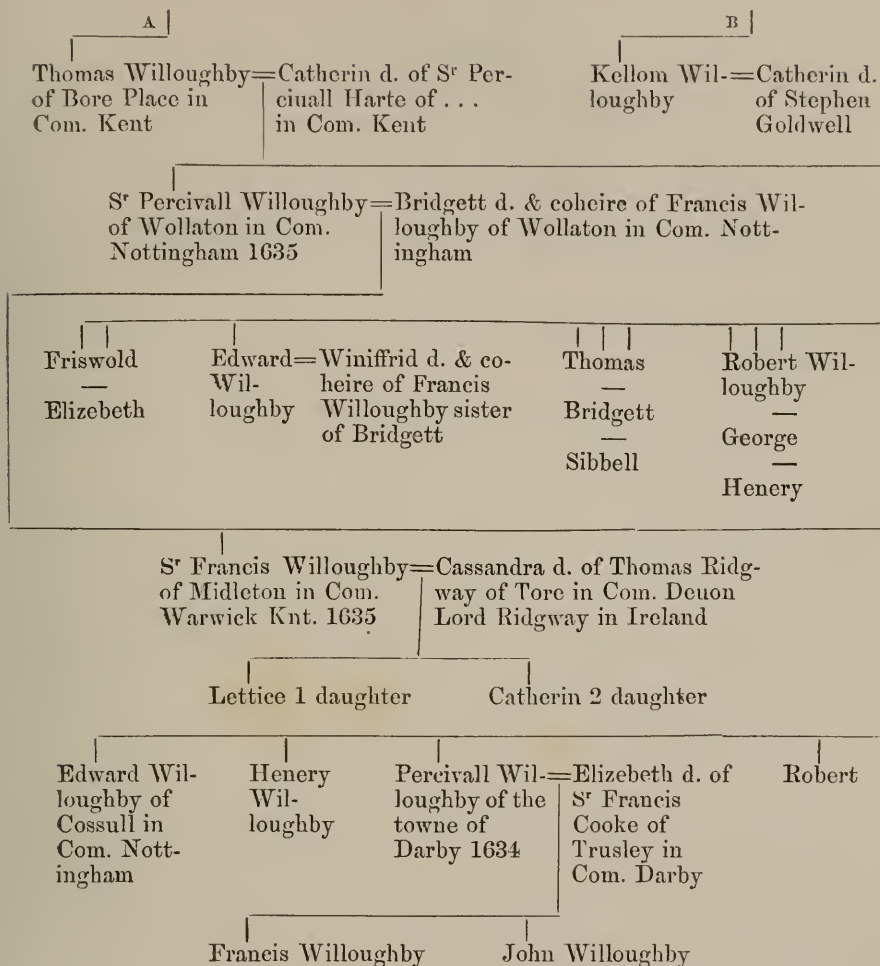 A
B
Thomas Willoughby=Catherin d. of Sʳ Per-
of Bore Place in
ciuall Harte of . . .
Com. Kent
in Com. Kent
Kellom Wil-=Catherin d.
loughby
of Stephen
Goldwell
Sʳ Percivall Willoughby=Bridgett d. & coheire of Francis Wil-
of Wollaton in Com.
loughby of Wollaton in Com. Nott-
Nottingham 1635
ingham
Friswold
—
Elizebeth
Edward=Winiffrid d. & co-
Wil-
heire of Francis
loughby
Willoughby sister
of Bridgett
Thomas
—
Bridgett
—
Sibbell
Robert Wil-
loughby
—
George
—
Henery
Sʳ Francis Willoughby=Cassandra d. of Thomas Ridg-
of Midleton in Com.
way of Tore in Com. Deuon
Warwick Knt. 1635
Lord Ridgway in Ireland
Lettice 1 daughter
Catherin 2 daughter
Edward Wil-
loughby of
Cossull in
Com. Nott-
ingham
Henery
Wil-
loughby
Percivall Wil-=Elizebeth d. of
loughby of the
Sʳ Francis
towne of
Cooke of
Darby 1634
Trusley in
Com. Darby
Robert
Francis Willoughby
John Willoughby